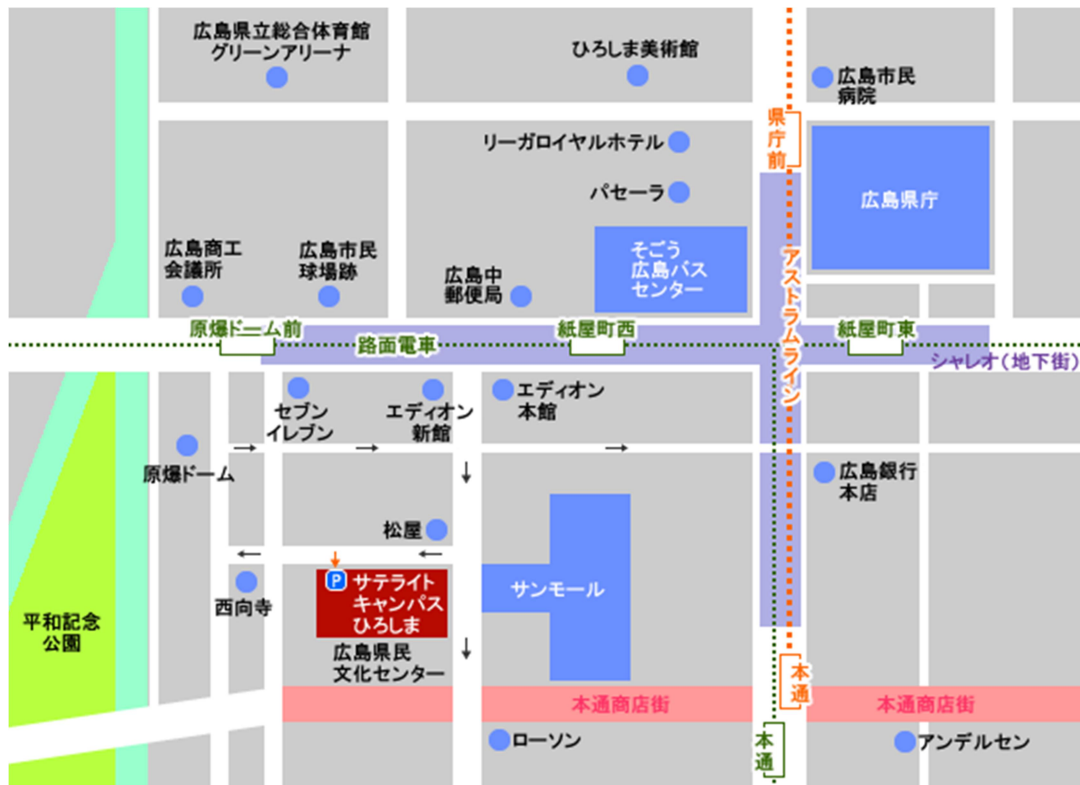 広島県立総合体育館
グリーンアリーナ
ひろしま美術館
広島市民
病院
県庁前
リーガロイヤルホテル
パセーラ
広島県庁
そごう
広島バス
センター
アストラムライン
広島商工
会議所
広島市民
球場跡
広島中
郵便局
原爆ドーム前
路面電車
紙屋町西
紙屋町東
シャレオ(地下街)
セブン
イレブン
エディオン
新館
エディオン
本館
原爆ドーム
広島銀行
本店
松屋
P
サテライト
キャンパス
ひろしま
サンモール
西向寺
平和記念
公園
広島県民
文化センター
本通
本通商店街
本通商店街
本通
ローソン
アンデルセン